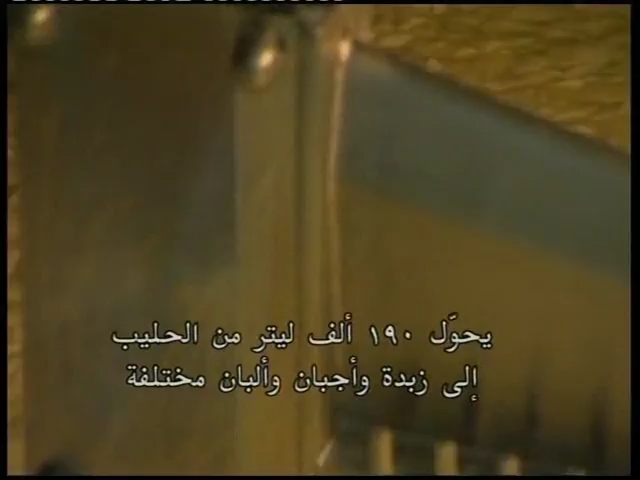 يحوّل ١٩٠ ألف ليتر من الحليب
إلى زبدة وأجبان وألبان مختلفة